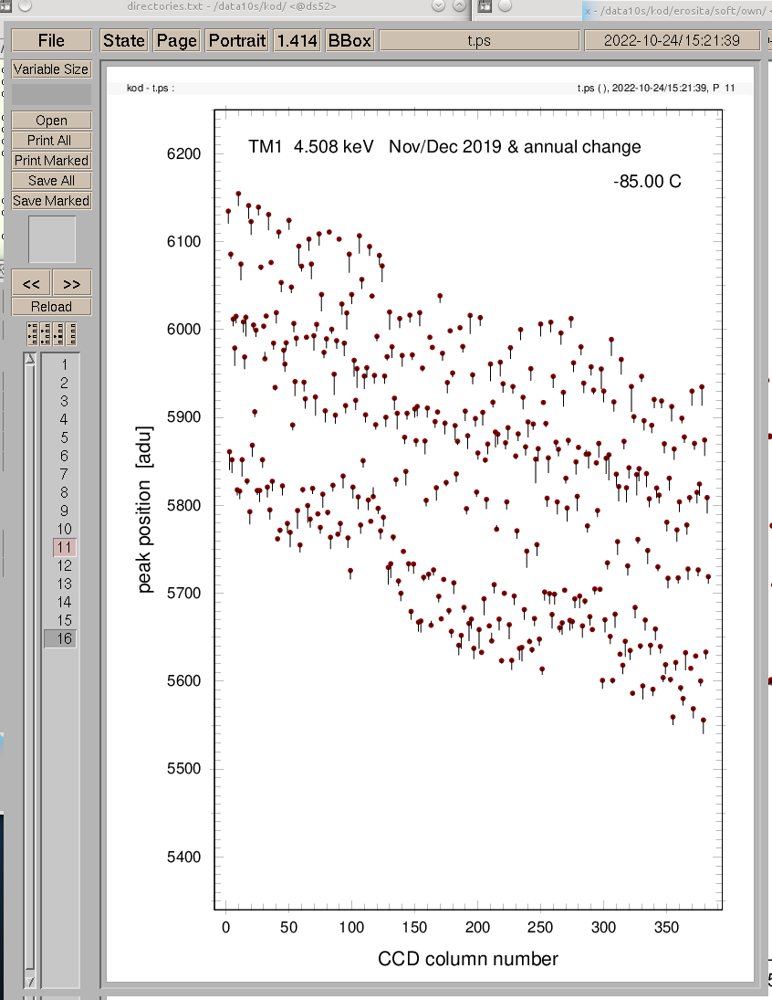 directories.txt - /data10s/kod/ <@ds52>
x - /data10s/kod/erosita/soft/own/ <
File
State
Page
Portrait
1.414
BBox
t.ps
2022-10-24/15:21:39
Variable Size
Open
Print All
Print Marked
Save All
Save Marked
<<
>>
Reload
1
2
3
4
5
6
7
8
9
10
11
12
13
14
15
16
kod - t.ps :
t.ps ( ), 2022-10-24/15:21:39, P 11
TM1 4.508 keV Nov/Dec 2019 & annual change
-85.00 C
6200
6100
6000
5900
5800
5700
5600
5500
5400
peak position [adu]
0 50 100 150 200 250 300 350
CCD column number